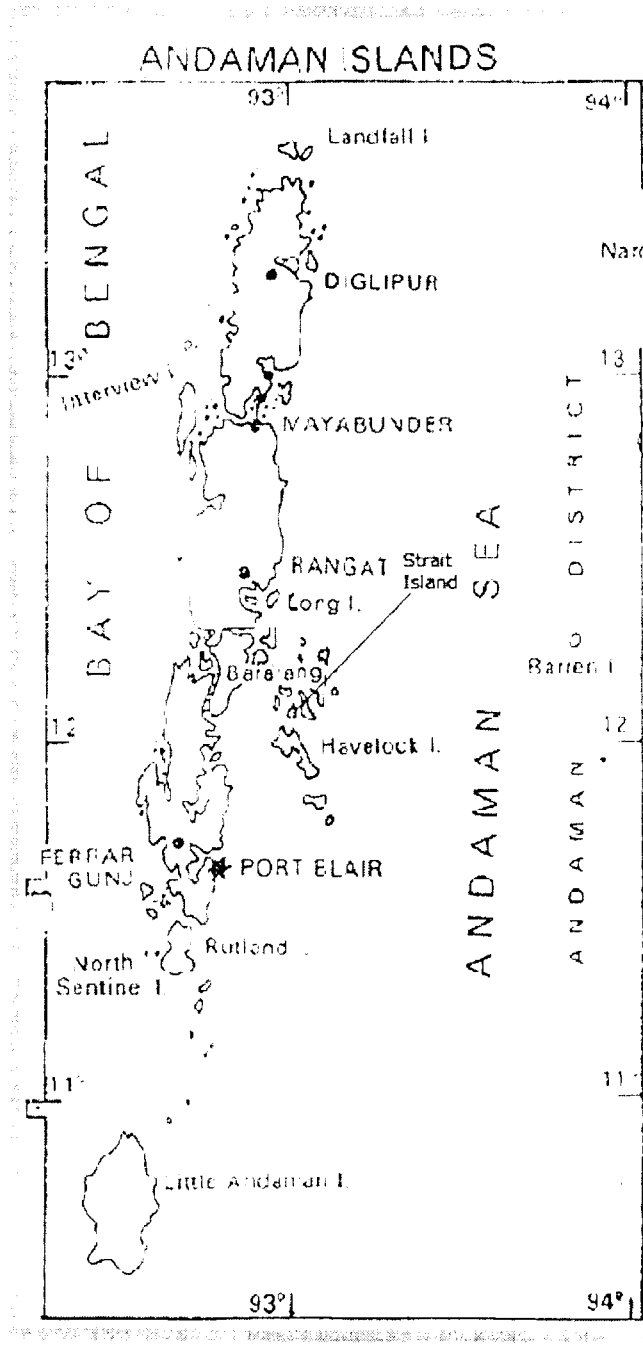 ANDAMAN ISLANDS
93° 94°
Landfall I
BAY OF BENGAL
DIGLIPUR
13° 13
Interview I.
MAYABUNDER
RANGAT
Strait
Island
Long I.
Baratang
Barren I
12 12
Havelock I.
ANDAMAN SEA
ANDAMAN DISTRICT
FERRAR
GUNJ
PORT BLAIR
Rutland
North
Sentine I.
11° 11
Little Andaman I.
93° 94°